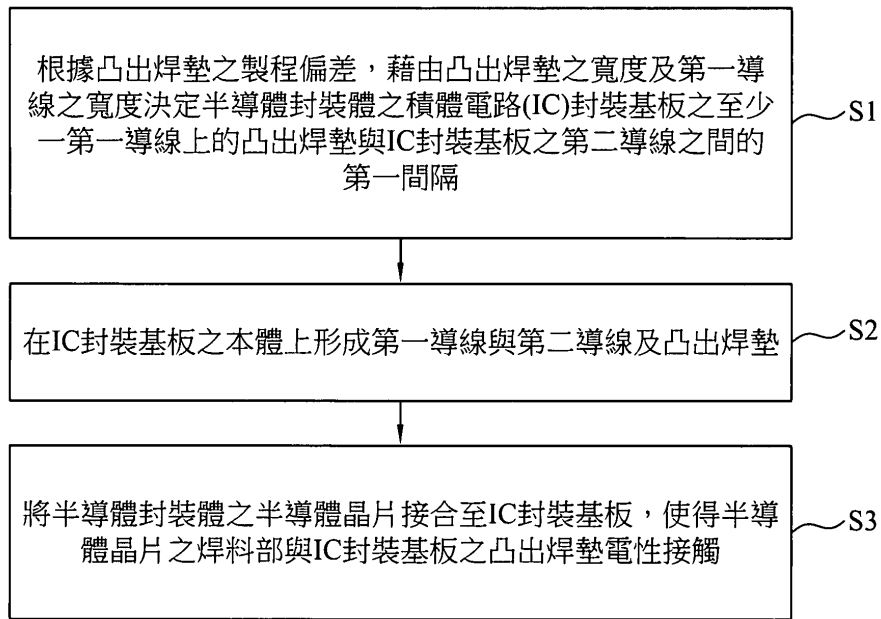 根據凸出焊墊之製程偏差，藉由凸出焊墊之寬度及第一導
線之寬度決定半導體封裝體之積體電路(IC)封裝基板之至少
一第一導線上的凸出焊墊與IC封裝基板之第二導線之間的
第一間隔
S1
在IC封裝基板之本體上形成第一導線與第二導線及凸出焊墊
S2
將半導體封裝體之半導體晶片接合至IC封裝基板，使得半導
體晶片之焊料部與IC封裝基板之凸出焊墊電性接觸
S3